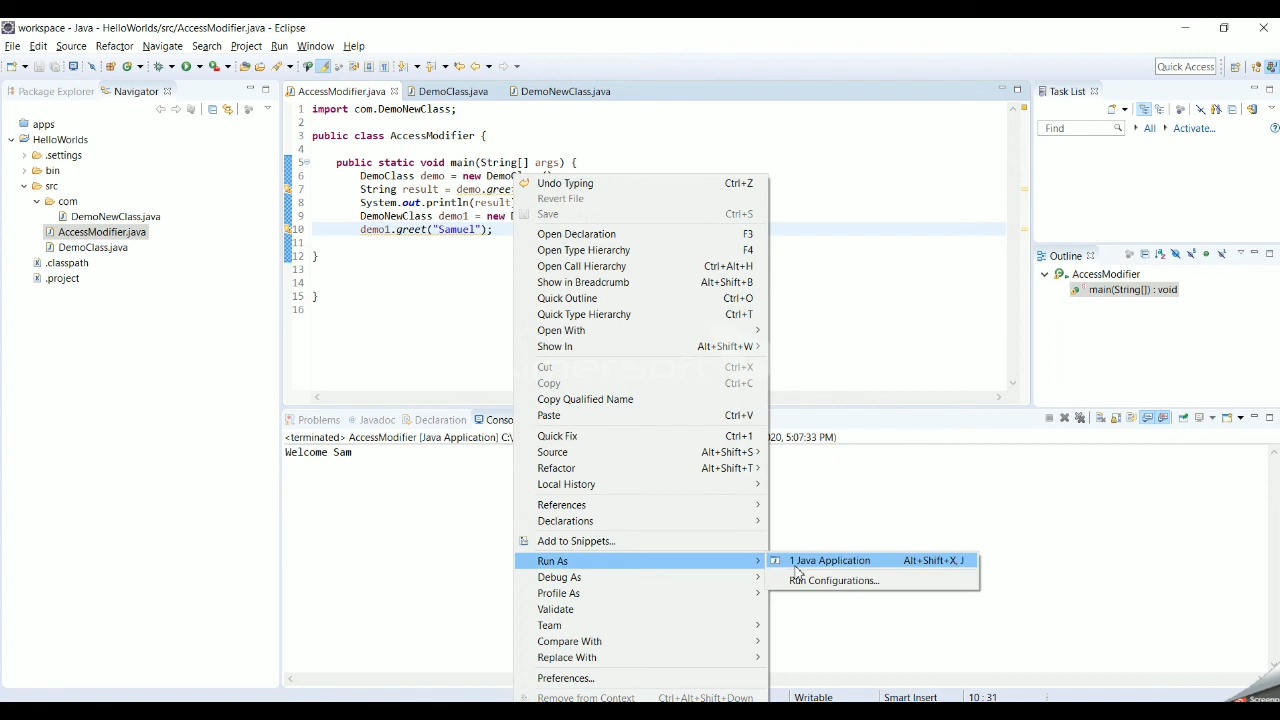 workspace - Java - HelloWorlds/src/AccessModifier.java - Eclipse
File Edit Source Refactor Navigate Search Project Run Window Help
Quick Access
Package Explorer Navigator
apps
HelloWorlds
.settings
bin
src
com
DemoNewClass.java
AccessModifier.java
DemoClass.java
.classpath
.project
AccessModifier.java DemoClass.java DemoNewClass.java
1 import com.DemoNewClass;
2
3 public class AccessModifier {
4
5 public static void main(String[] args) {
6 DemoClass demo = new DemoClass();
7 String result = demo.gree
8 System.out.println(result
9 DemoNewClass demo1 = new D
10 demo1.greet("Samuel");
11
12 }
13
14
15 }
16
Undo Typing Ctrl+Z
Revert File
Save Ctrl+S
Open Declaration F3
Open Type Hierarchy F4
Open Call Hierarchy Ctrl+Alt+H
Show in Breadcrumb Alt+Shift+B
Quick Outline Ctrl+O
Quick Type Hierarchy Ctrl+T
Open With
Show In Alt+Shift+W
Cut Ctrl+X
Copy Ctrl+C
Copy Qualified Name
Paste Ctrl+V
Quick Fix Ctrl+1
Source Alt+Shift+S
Refactor Alt+Shift+T
Local History
References
Declarations
Add to Snippets...
Run As
Debug As
Profile As
Validate
Team
Compare With
Replace With
Preferences...
Remove from Context Ctrl+Alt+Shift+Down
1 Java Application Alt+Shift+X, J
Run Configurations...
Task List
Find All Activate...
Outline
AccessModifier
main(String[]) : void
Problems Javadoc Declaration Conso
<terminated> AccessModifier [Java Application] C:\ 20, 5:07:33 PM)
Welcome Sam
Writable Smart Insert 10 : 31